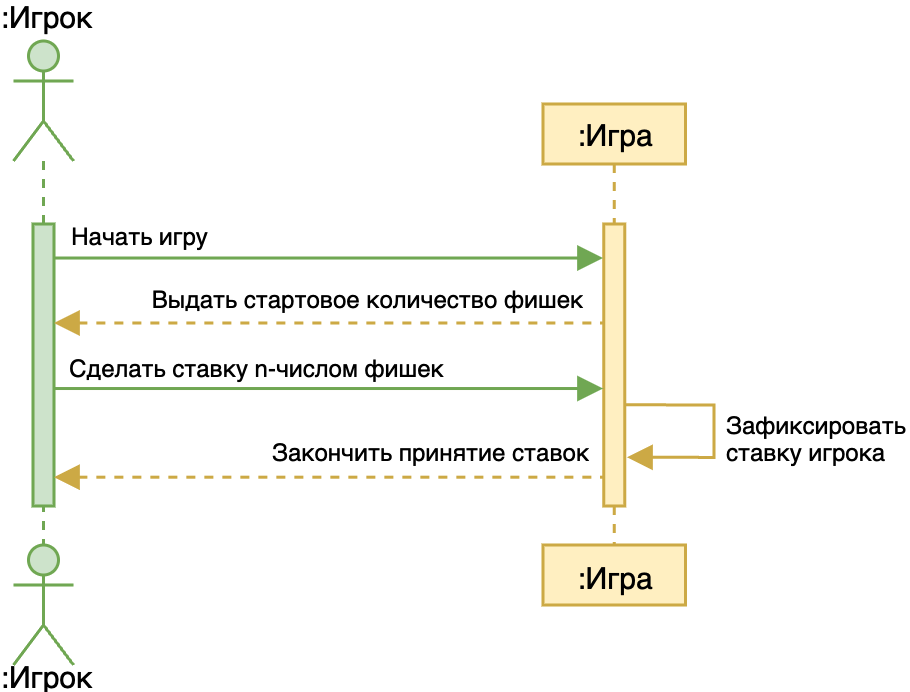 :Игрок
:Игра
Начать игру
Выдать стартовое количество фишек
Сделать ставку n-числом фишек
Зафиксировать
ставку игрока
Закончить принятие ставок
:Игра
:Игрок